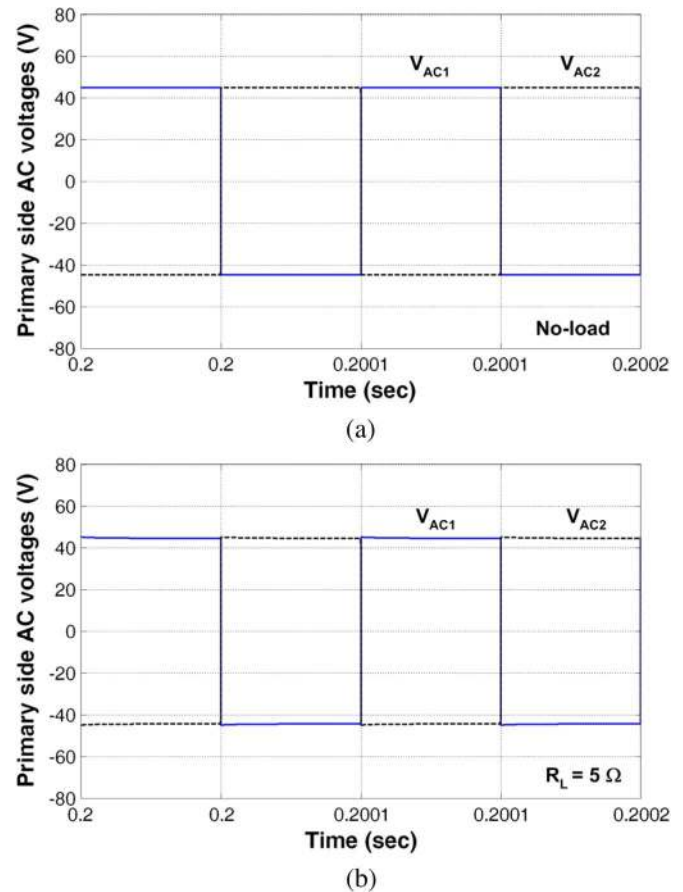 Primary side AC voltages (V)
80
60
40
20
0
-20
-40
-60
-80
V_AC1
V_AC2
No-load
0.2
0.2
0.2001
0.2001
0.2002
Time (sec)
(a)
Primary side AC voltages (V)
80
60
40
20
0
-20
-40
-60
-80
V_AC1
V_AC2
R_L = 5 Ω
0.2
0.2
0.2001
0.2001
0.2002
Time (sec)
(b)